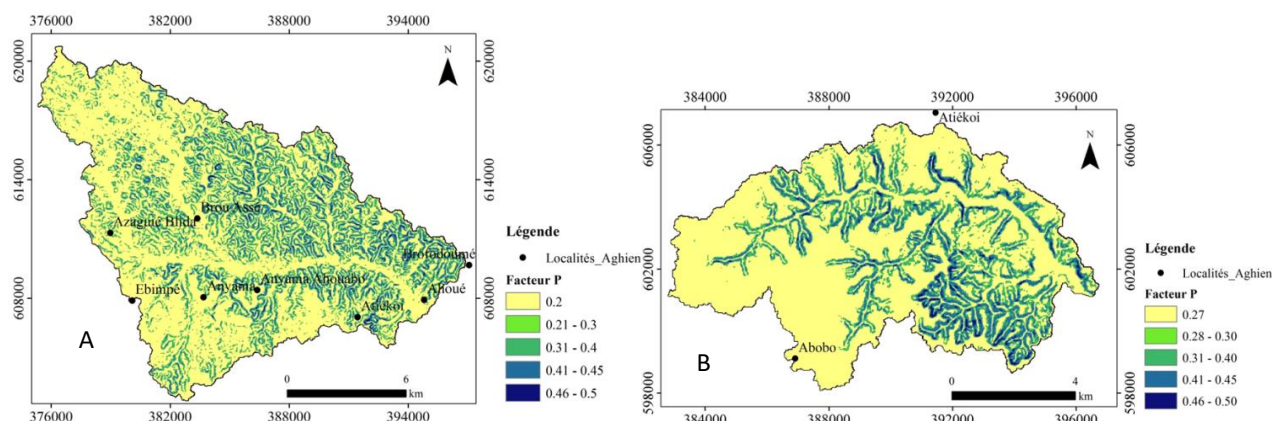 376000 382000 388000 394000
620000
614000
608000
N
Brou Assé
Azaguié Blida
Brofodoumé
Ebimpé
Anyama
Anyama Ahouabo
Ahoué
Atiékoi
A
0 6
km
376000 382000 388000 394000
620000
614000
608000
Légende
Localités_Aghien
Facteur P
0.2
0.21 - 0.3
0.31 - 0.4
0.41 - 0.45
0.46 - 0.5
384000 388000 392000 396000
606000
602000
598000
Atiékoi
N
Abobo
B
0 4
km
384000 388000 392000 396000
606000
602000
598000
Légende
Localités_Aghien
Facteur P
0.27
0.28 - 0.30
0.31 - 0.40
0.41 - 0.45
0.46 - 0.50